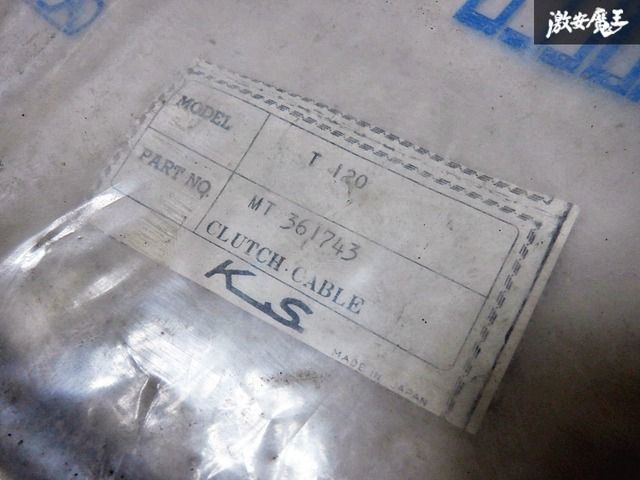 激安魔王
MODEL T 120
PART NO. MT 361743
CLUTCH·CABLE
K.S.
MADE IN JAPAN